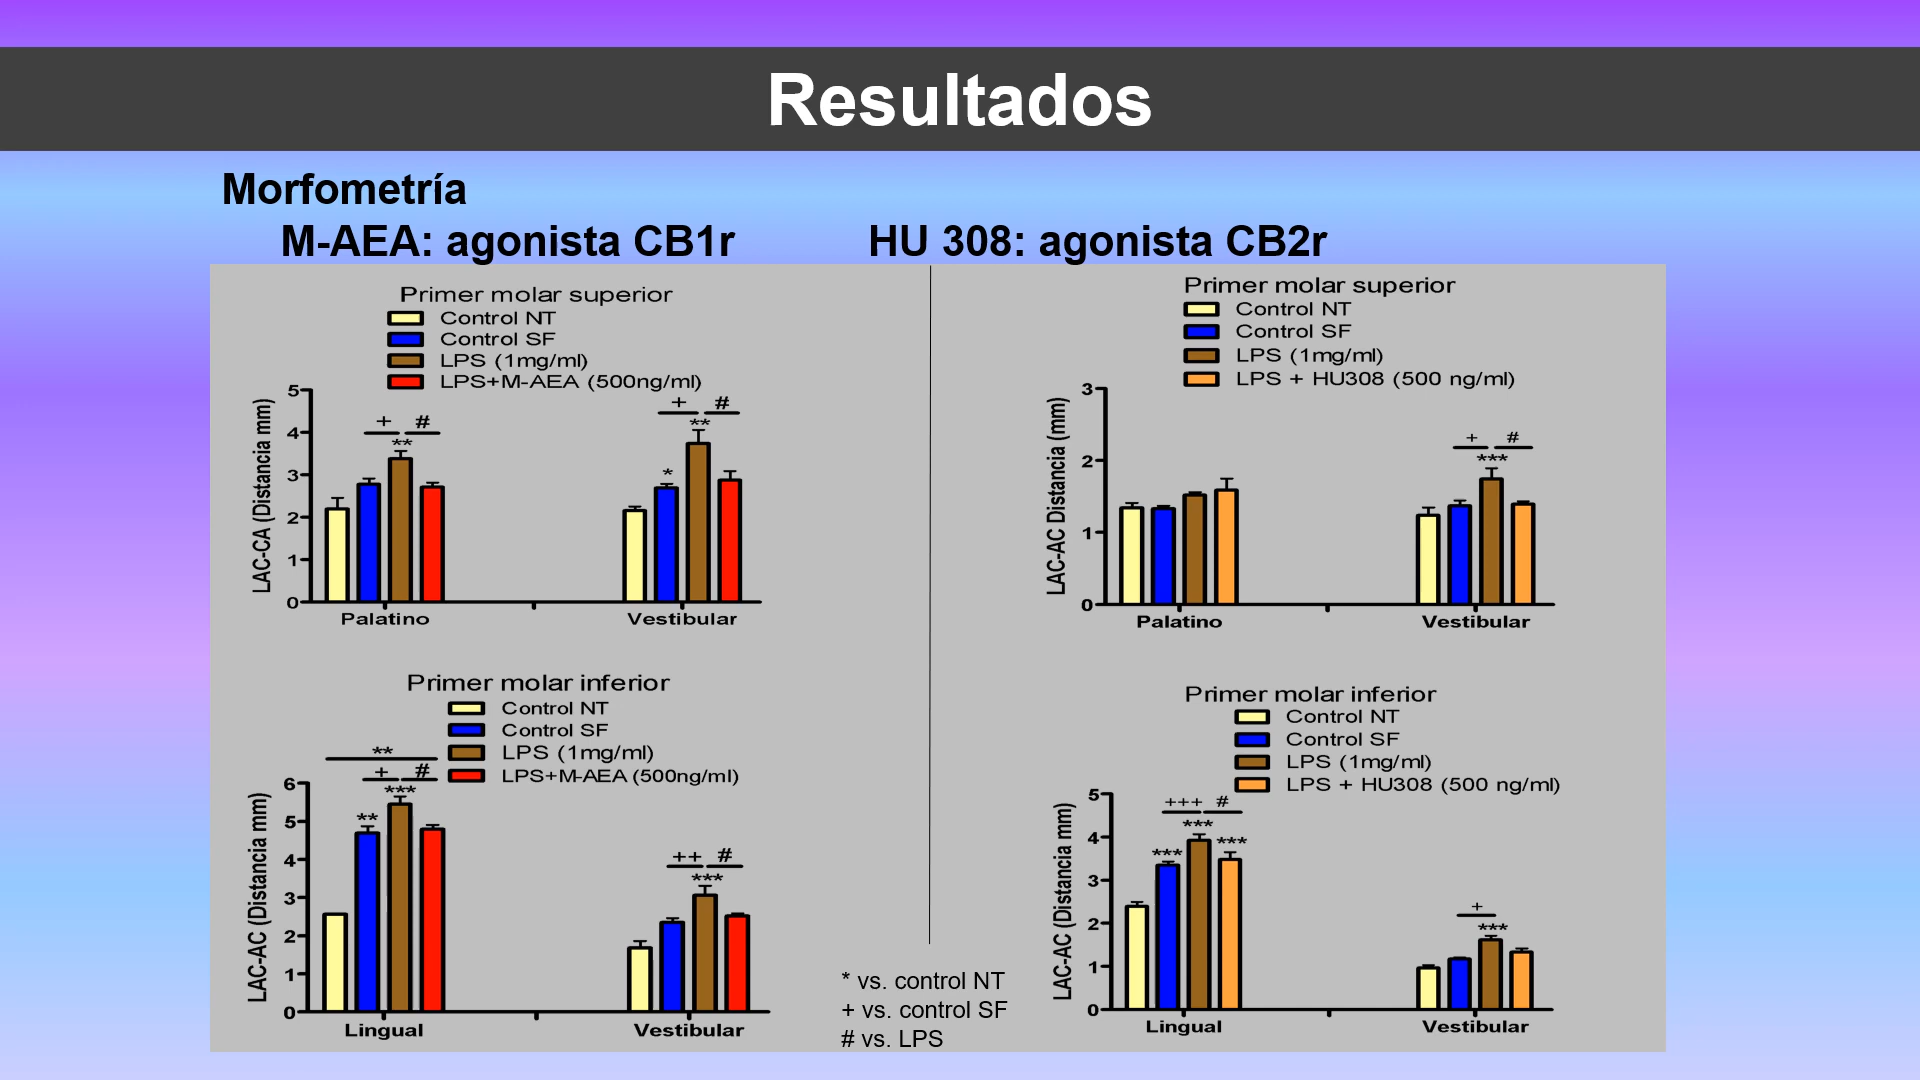 Resultados
Morfometría
M-AEA: agonista CB1r
HU 308: agonista CB2r
Primer molar superior
Control NT
Control SF
LPS (1mg/ml)
LPS+M-AEA (500ng/ml)
LAC-CA (Distancia mm)
5
4
3
2
1
0
+
#
**
*
+
#
**
Palatino
Vestibular
Primer molar superior
Control NT
Control SF
LPS (1mg/ml)
LPS + HU308 (500 ng/ml)
LAC-AC Distancia (mm)
3
2
1
0
+
#
***
Palatino
Vestibular
Primer molar inferior
Control NT
Control SF
LPS (1mg/ml)
LPS+M-AEA (500ng/ml)
LAC-AC (Distancia mm)
6
5
4
3
2
1
0
**
+
#
***
**
++
#
***
Lingual
Vestibular
Primer molar inferior
Control NT
Control SF
LPS (1mg/ml)
LPS + HU308 (500 ng/ml)
LAC-AC (Distancia mm)
5
4
3
2
1
0
+++
#
***
***
***
+
***
Lingual
Vestibular
* vs. control NT
+ vs. control SF
# vs. LPS